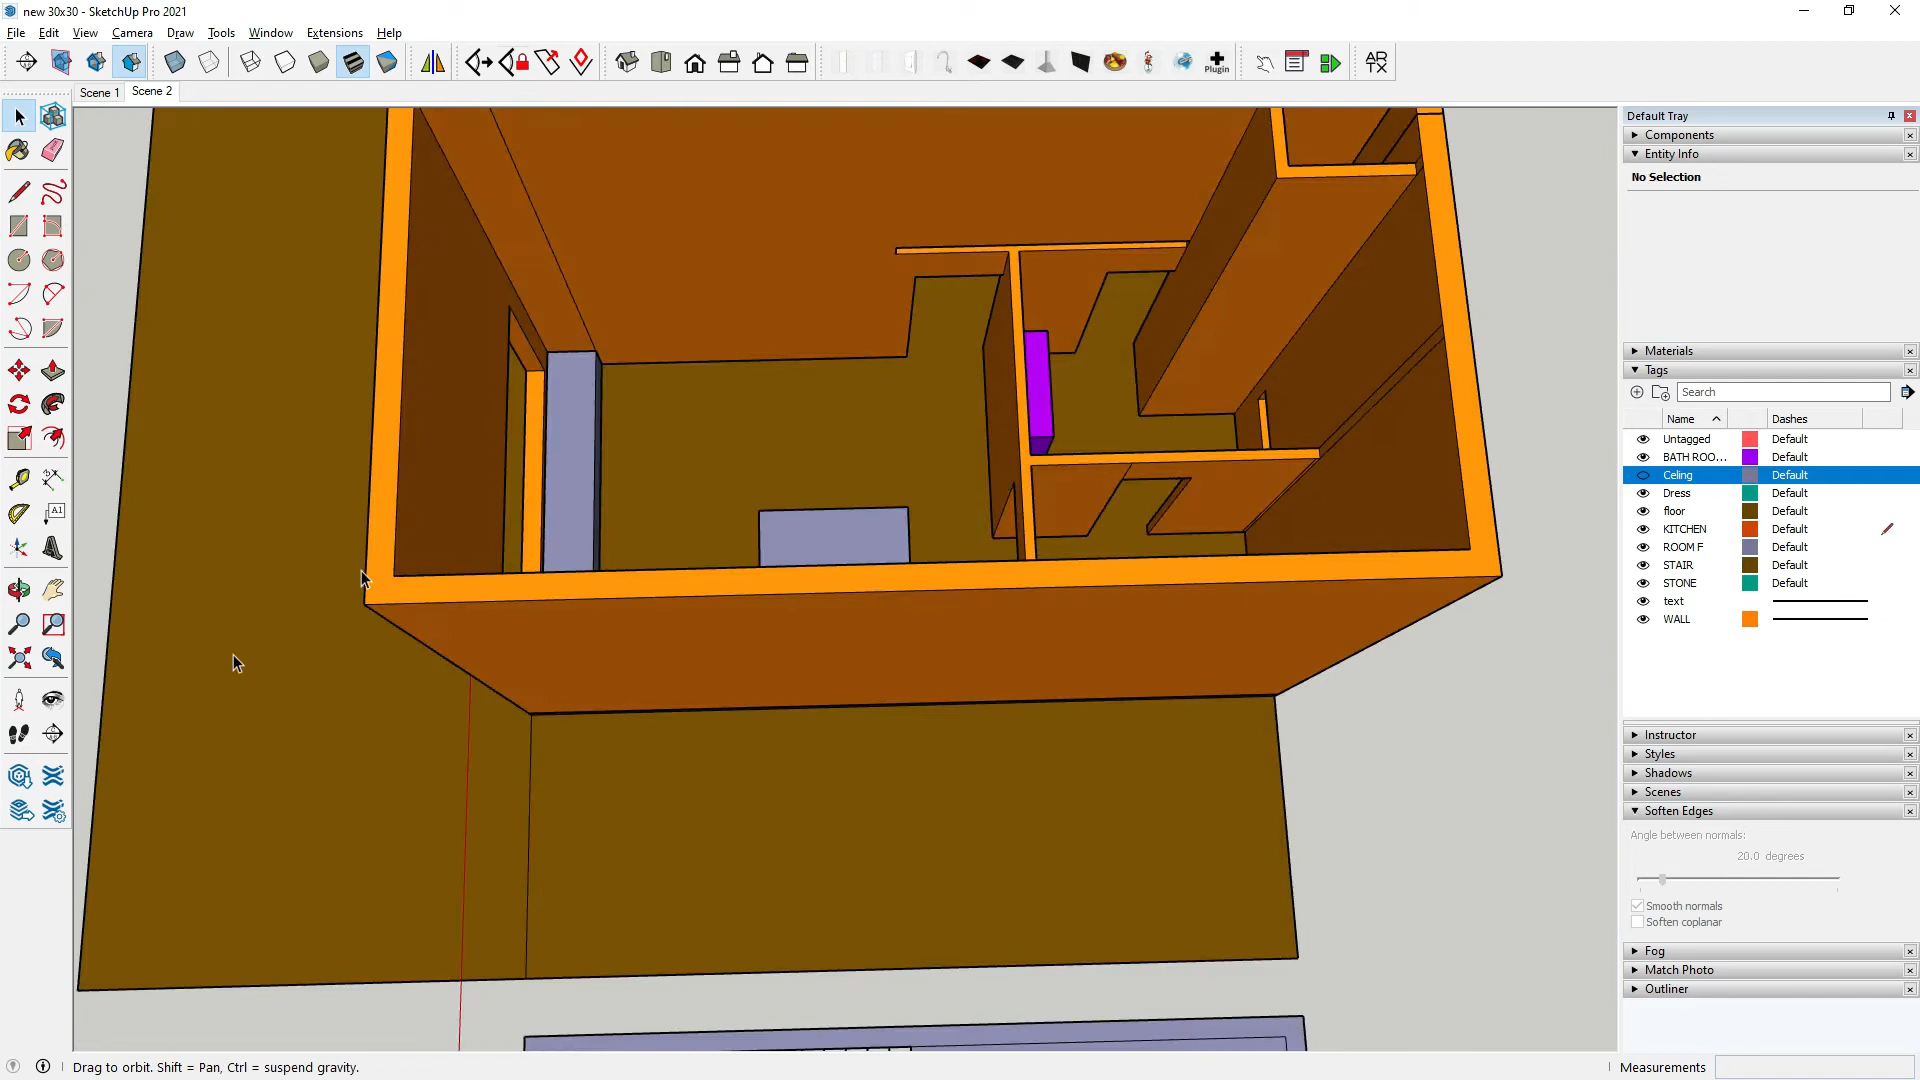 new 30x30 - SketchUp Pro 2021
File Edit View Camera Draw Tools Window Extensions Help
Plugin
AR
TX
Scene 1 Scene 2
A1
Default Tray
Components
Entity Info
No Selection
Materials
Tags
Search
Name Dashes
Untagged Default
BATH ROO... Default
Celing Default
Dress Default
floor Default
KITCHEN Default
ROOM F Default
STAIR Default
STONE Default
text
WALL
Instructor
Styles
Shadows
Scenes
Soften Edges
Angle between normals:
20.0 degrees
Smooth normals
Soften coplanar
Fog
Match Photo
Outliner
Drag to orbit. Shift = Pan, Ctrl = suspend gravity.
Measurements